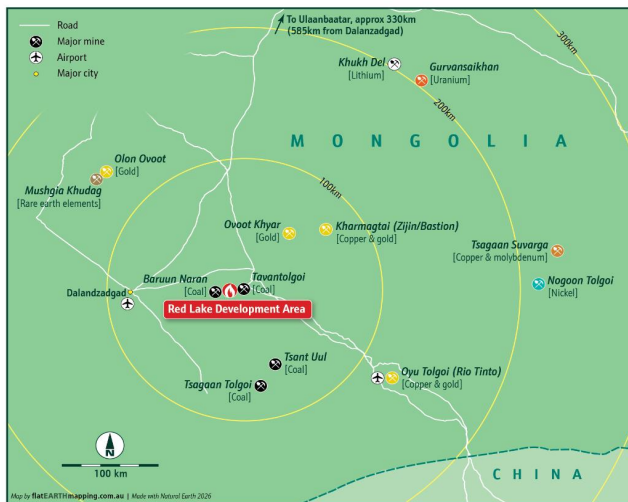 Road
Major mine
Airport
Major city
To Ulaanbaatar, approx 330km
(585km from Dalanzadgad)
300km
Khukh Del
[Lithium]
Gurvansaikhan
[Uranium]
200km
MONGOLIA
Olon Ovoot
[Gold]
Mushgia Khudag
[Rare earth elements]
100km
Ovoot Khyar
[Gold]
Kharmagtai (Zijin/Bastion)
[Copper & gold]
Tsagaan Suvarga
[Copper & molybdenum]
Nogoon Tolgoi
[Nickel]
Baruun Naran
[Coal]
Tavantolgoi
[Coal]
Dalandzadgad
Red Lake Development Area
Tsant Uul
[Coal]
Tsagaan Tolgoi
[Coal]
Oyu Tolgoi (Rio Tinto)
[Copper & gold]
N
100 km
CHINA
Map by flatEARTHmapping.com.au | Made with Natural Earth 2026